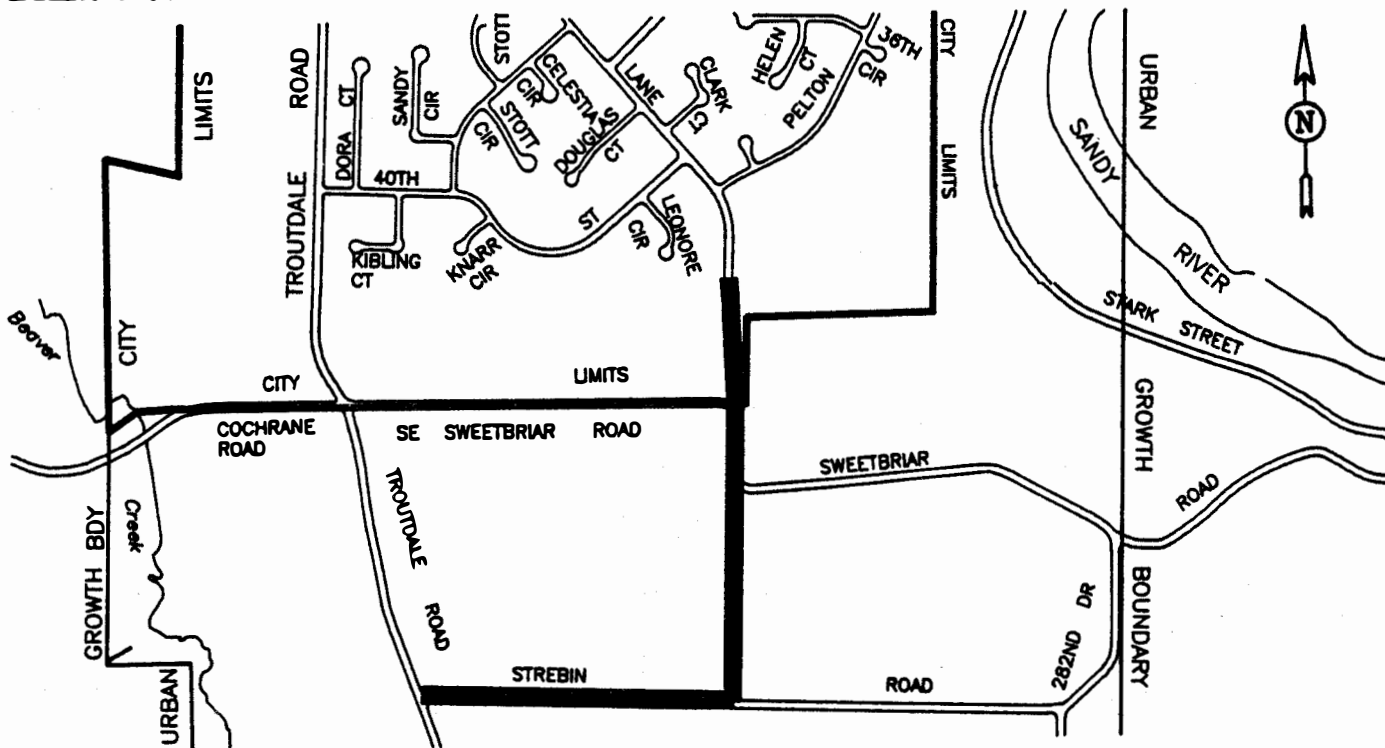 CITY
LIMITS
URBAN
N
ROAD
STOTT
CELESTIA
CIR
LANE
CLARK
CT
HELEN
CT
36TH
CIR
PELTON
LIMITS
DORA CT
SANDY
CIR
STOTT
CIR
DOUGLAS
CT
SANDY
RIVER
40TH
TROUTDALE
ST
LEONORE
CIR
KIBLING
CT
KNARR
CIR
STARK STREET
Beaver
CITY
CITY LIMITS
COCHRANE
ROAD
SE SWEETBRIAR ROAD
GROWTH
SWEETBRIAR
ROAD
TROUTDALE
ROAD
Creek
GROWTH BDY
BOUNDARY
282ND DR
STREBIN
ROAD
URBAN